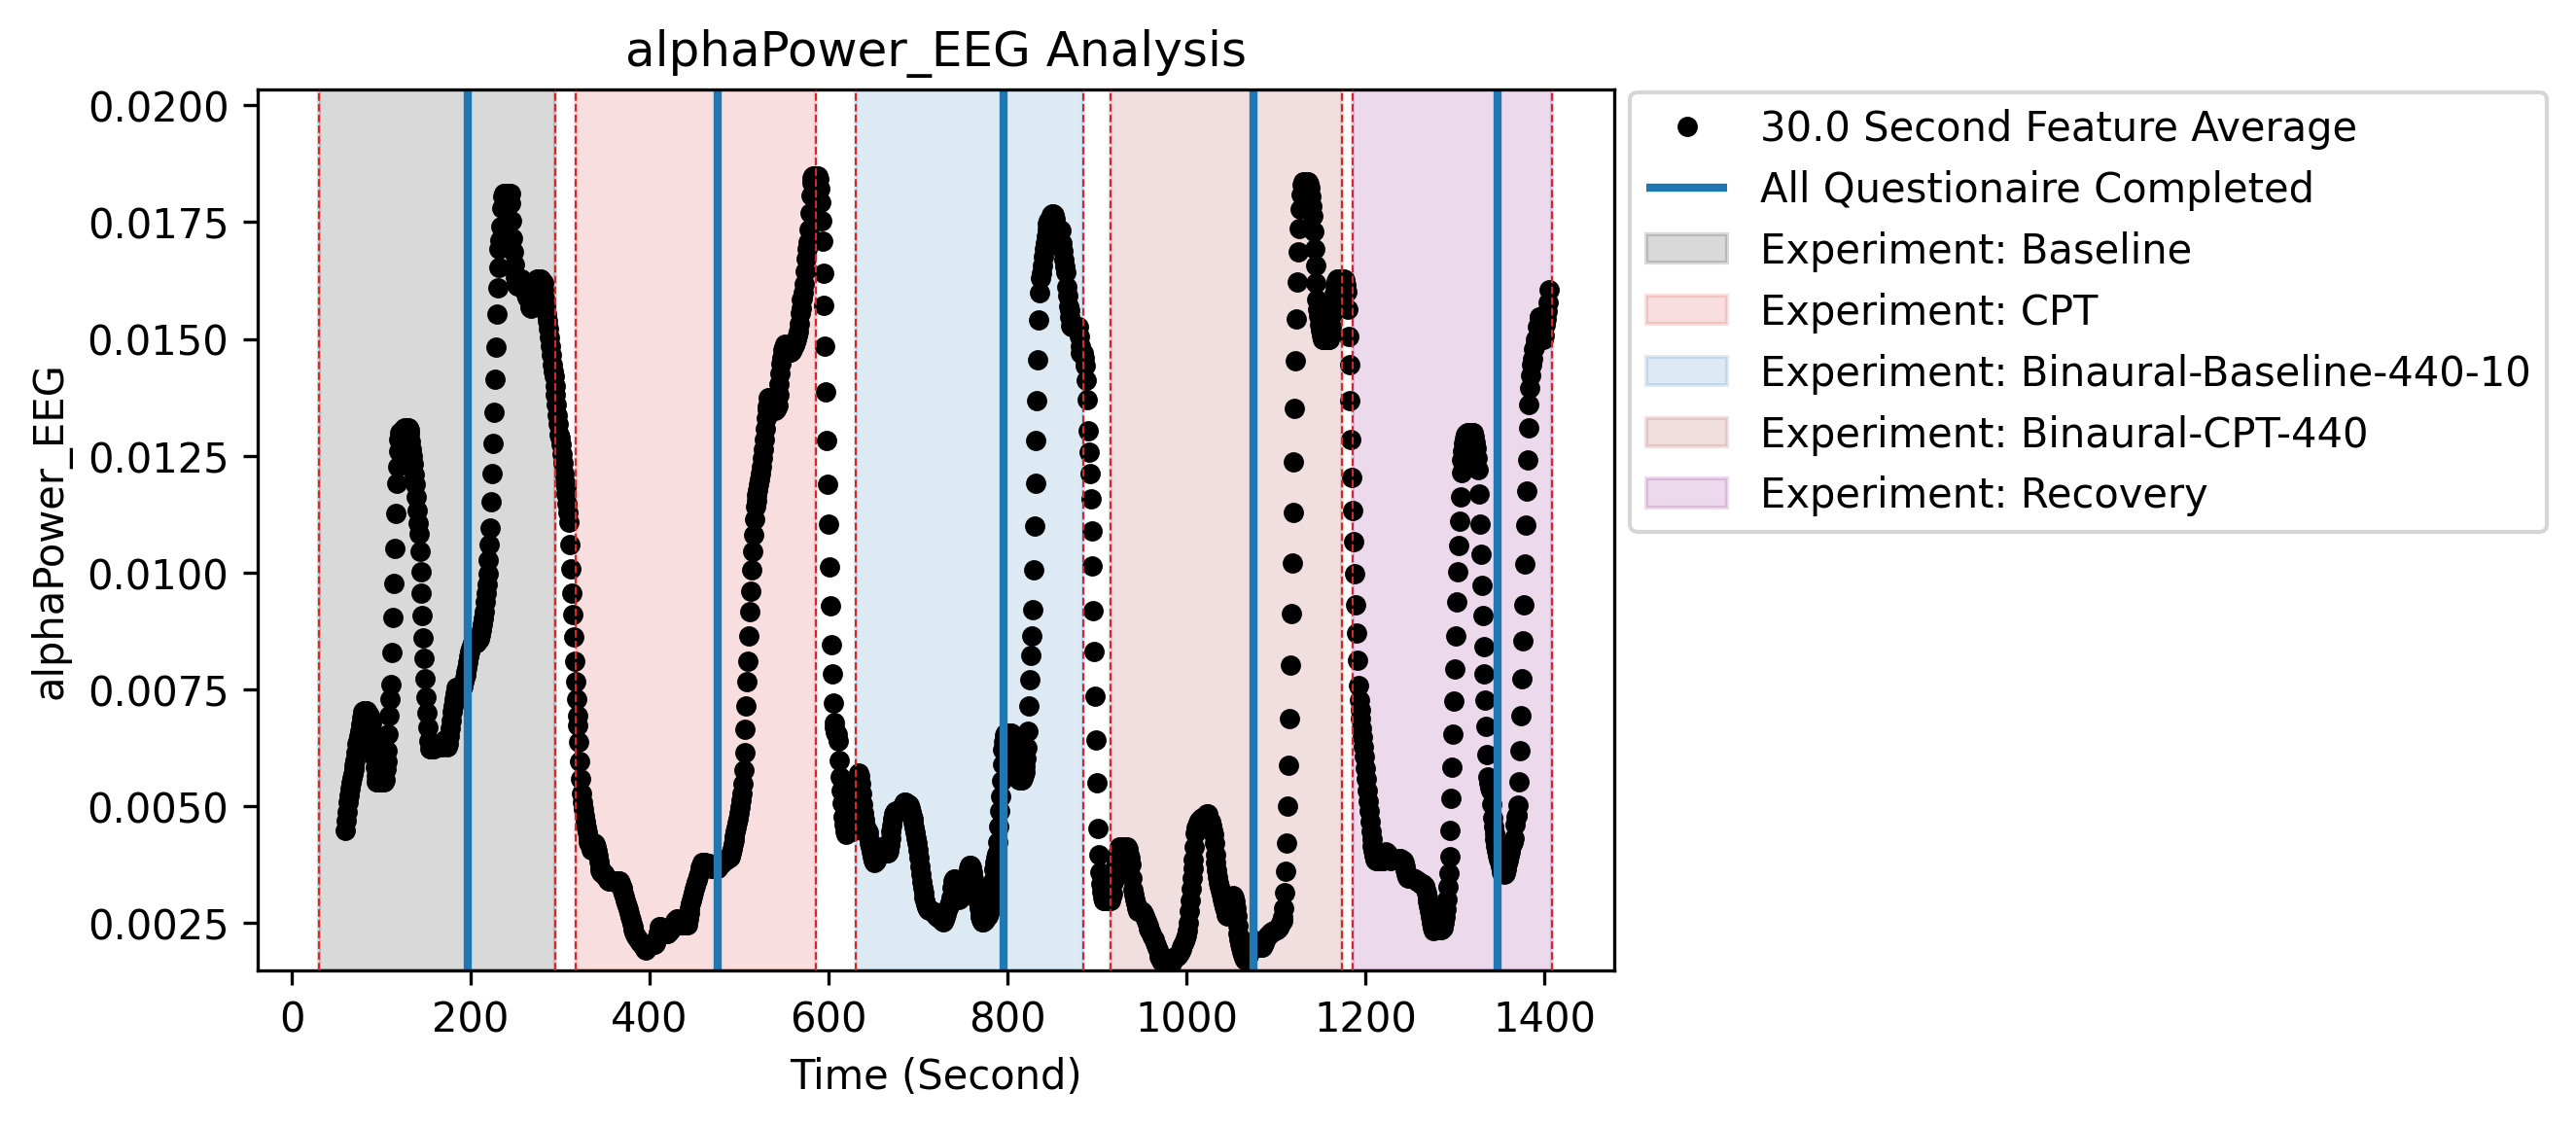 alphaPower_EEG Analysis
alphaPower_EEG
0.0200
0.0175
0.0150
0.0125
0.0100
0.0075
0.0050
0.0025
0 200 400 600 800 1000 1200 1400
Time (Second)
30.0 Second Feature Average
All Questionaire Completed
Experiment: Baseline
Experiment: CPT
Experiment: Binaural-Baseline-440-10
Experiment: Binaural-CPT-440
Experiment: Recovery